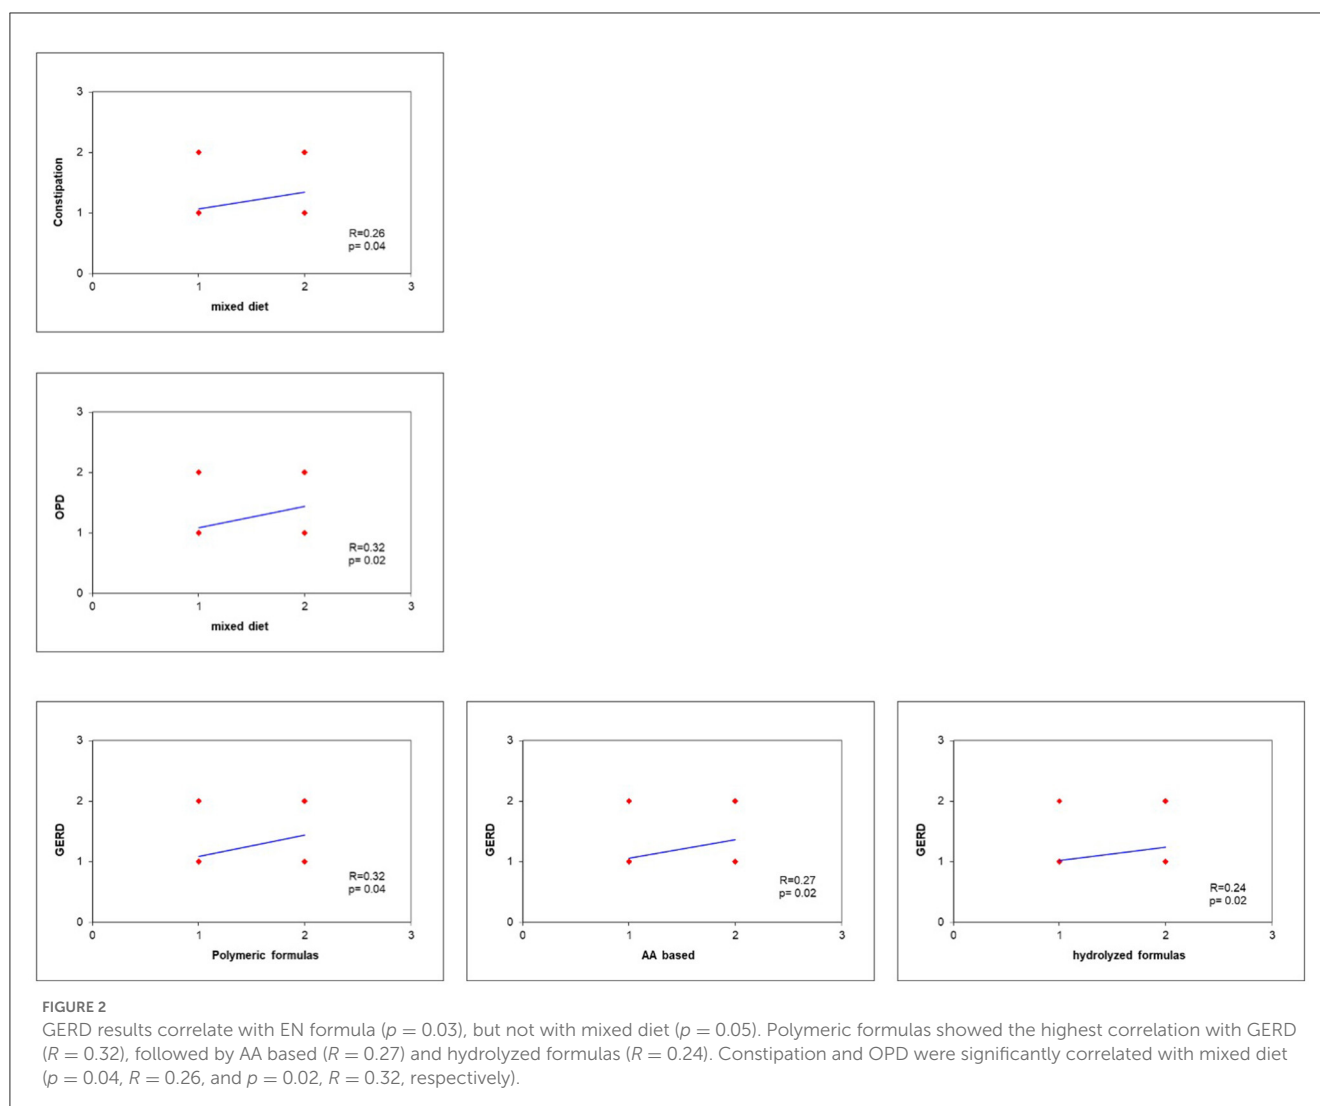 3
2
1
0
Constipation
0 1 2 3
mixed diet
R=0.26
p= 0.04
3
2
1
0
OPD
0 1 2 3
mixed diet
R=0.32
p= 0.02
3
2
1
0
GERD
0 1 2 3
Polymeric formulas
R=0.32
p= 0.04
3
2
1
0
GERD
0 1 2 3
AA based
R=0.27
p= 0.02
3
2
1
0
GERD
0 1 2 3
hydrolyzed formulas
R=0.24
p= 0.02
FIGURE 2
GERD results correlate with EN formula (p = 0.03), but not with mixed diet (p = 0.05). Polymeric formulas showed the highest correlation with GERD
(R = 0.32), followed by AA based (R = 0.27) and hydrolyzed formulas (R = 0.24). Constipation and OPD were significantly correlated with mixed diet
(p = 0.04, R = 0.26, and p = 0.02, R = 0.32, respectively).